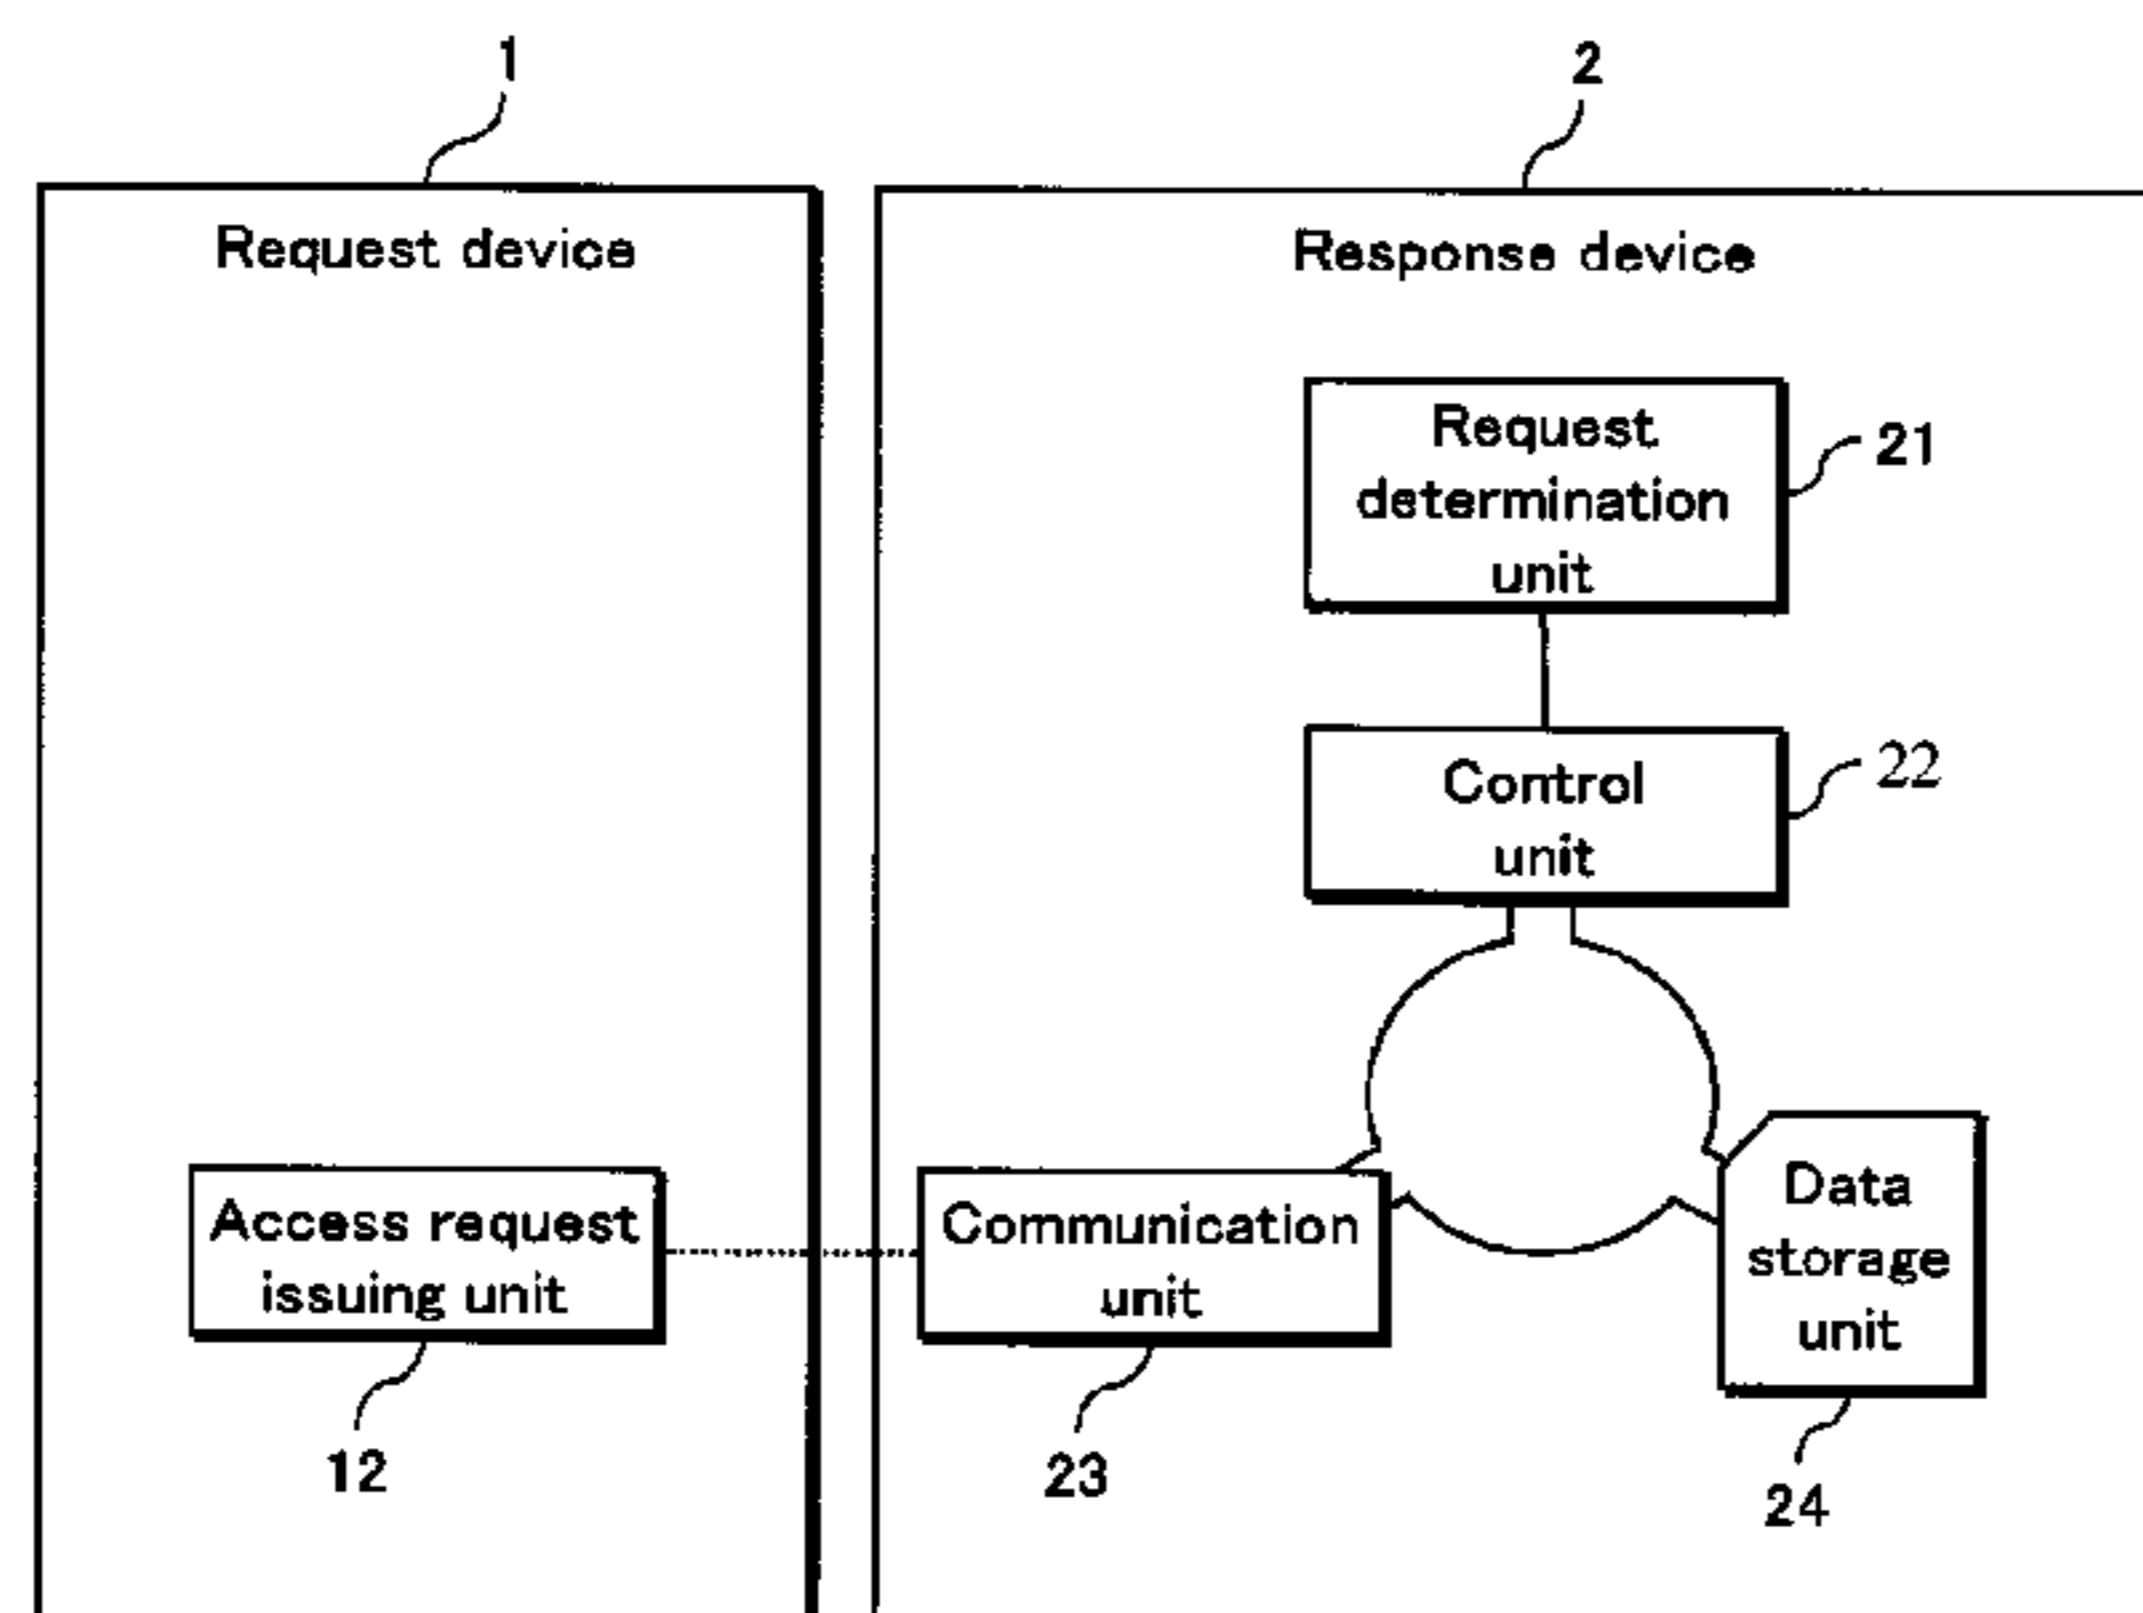 1
2
Request device
Response device
Request
determination
unit
21
Control
unit
22
Access request
issuing unit
12
Communication
unit
23
Data
storage
unit
24